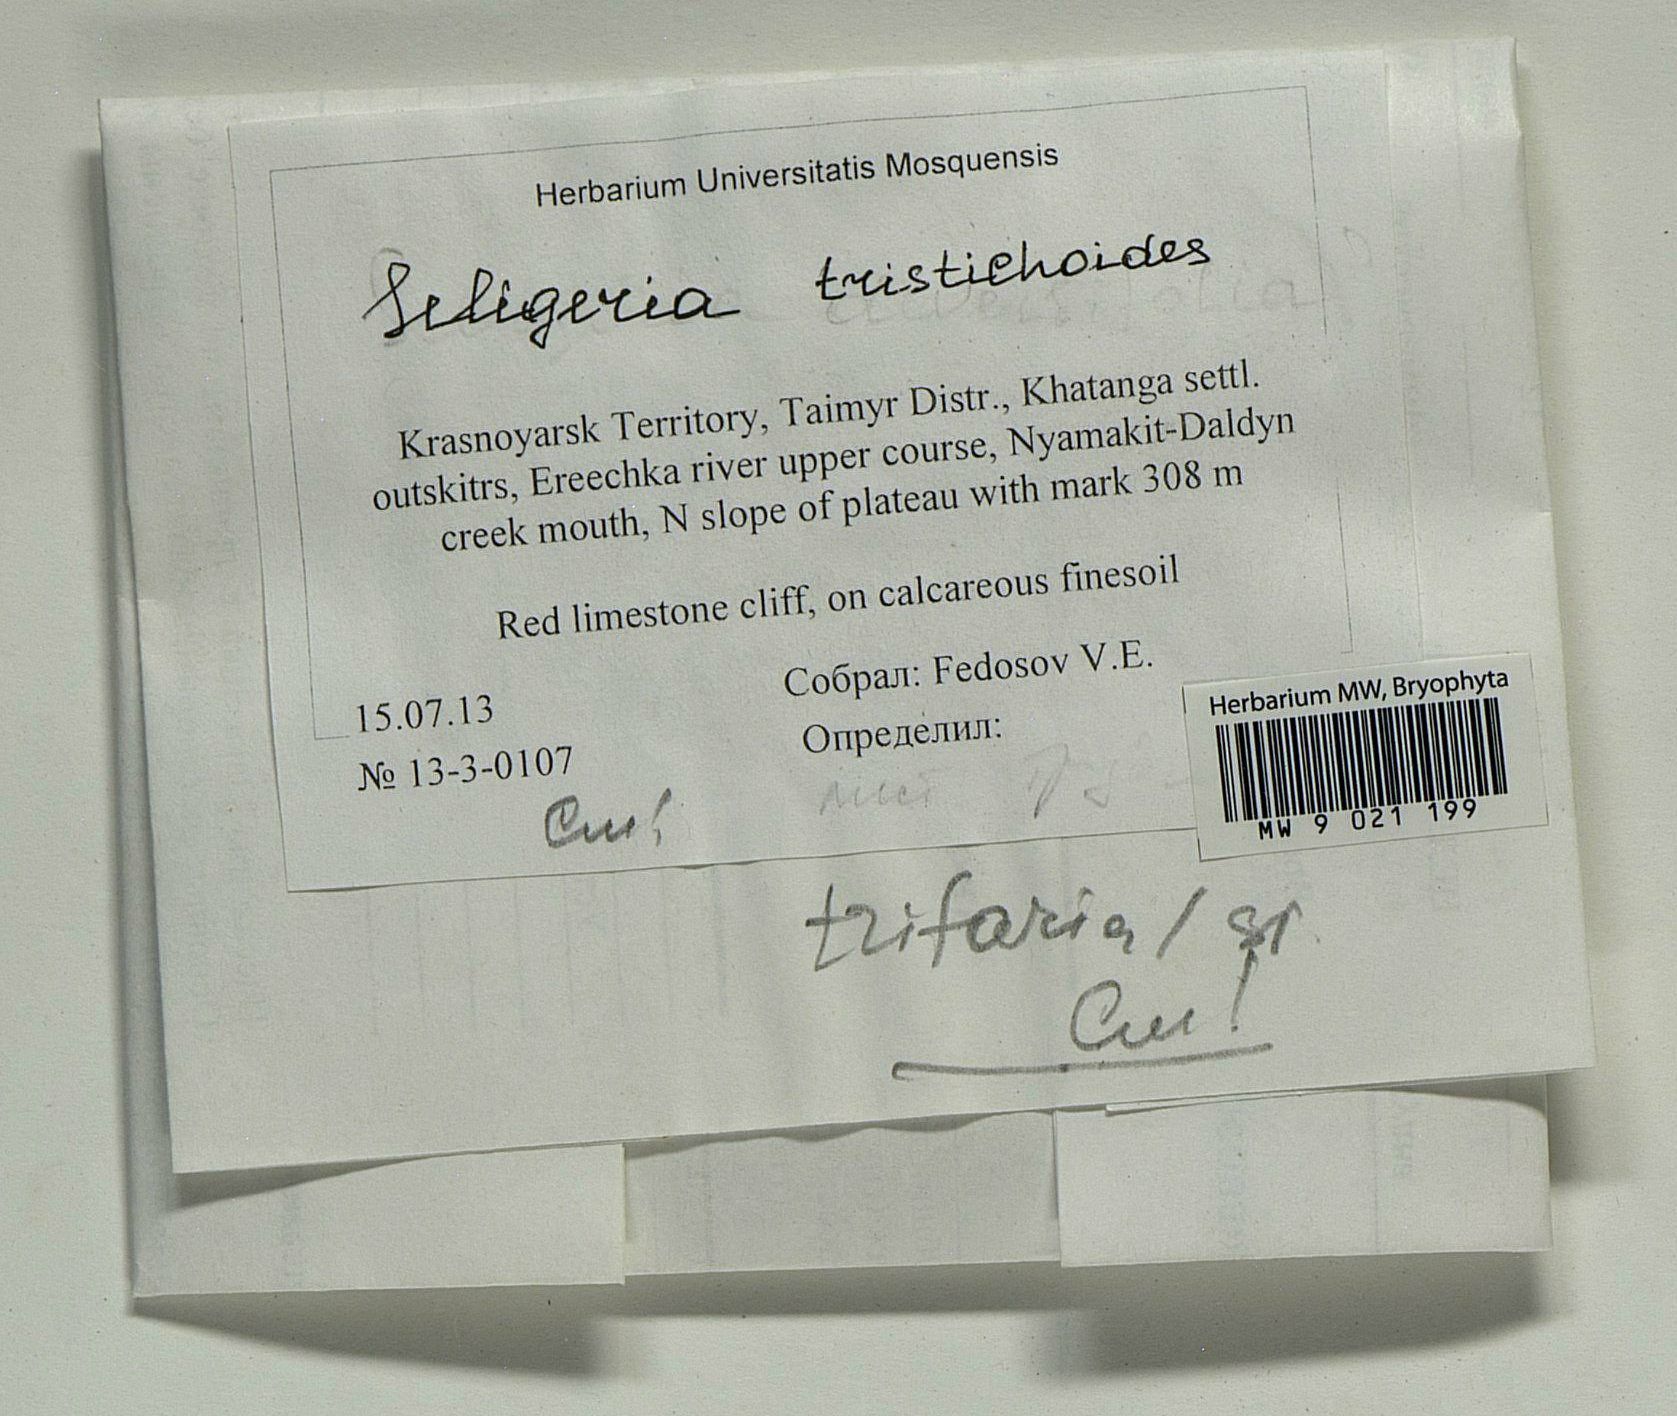 Herbarium Universitatis Mosquensis
Seligeria tristichoides
Krasnoyarsk Territory, Taimyr Distr., Khatanga settl.
outskitrs, Ereechka river upper course, Nyamakit-Daldyn
creek mouth, N slope of plateau with mark 308 m
Red limestone cliff, on calcareous finesoil
15.07.13
Собрал: Fedosov V.E.
№ 13-3-0107
Определил:
См!
Herbarium MW, Bryophyta
MW 9 021 199
trifaria /
См!